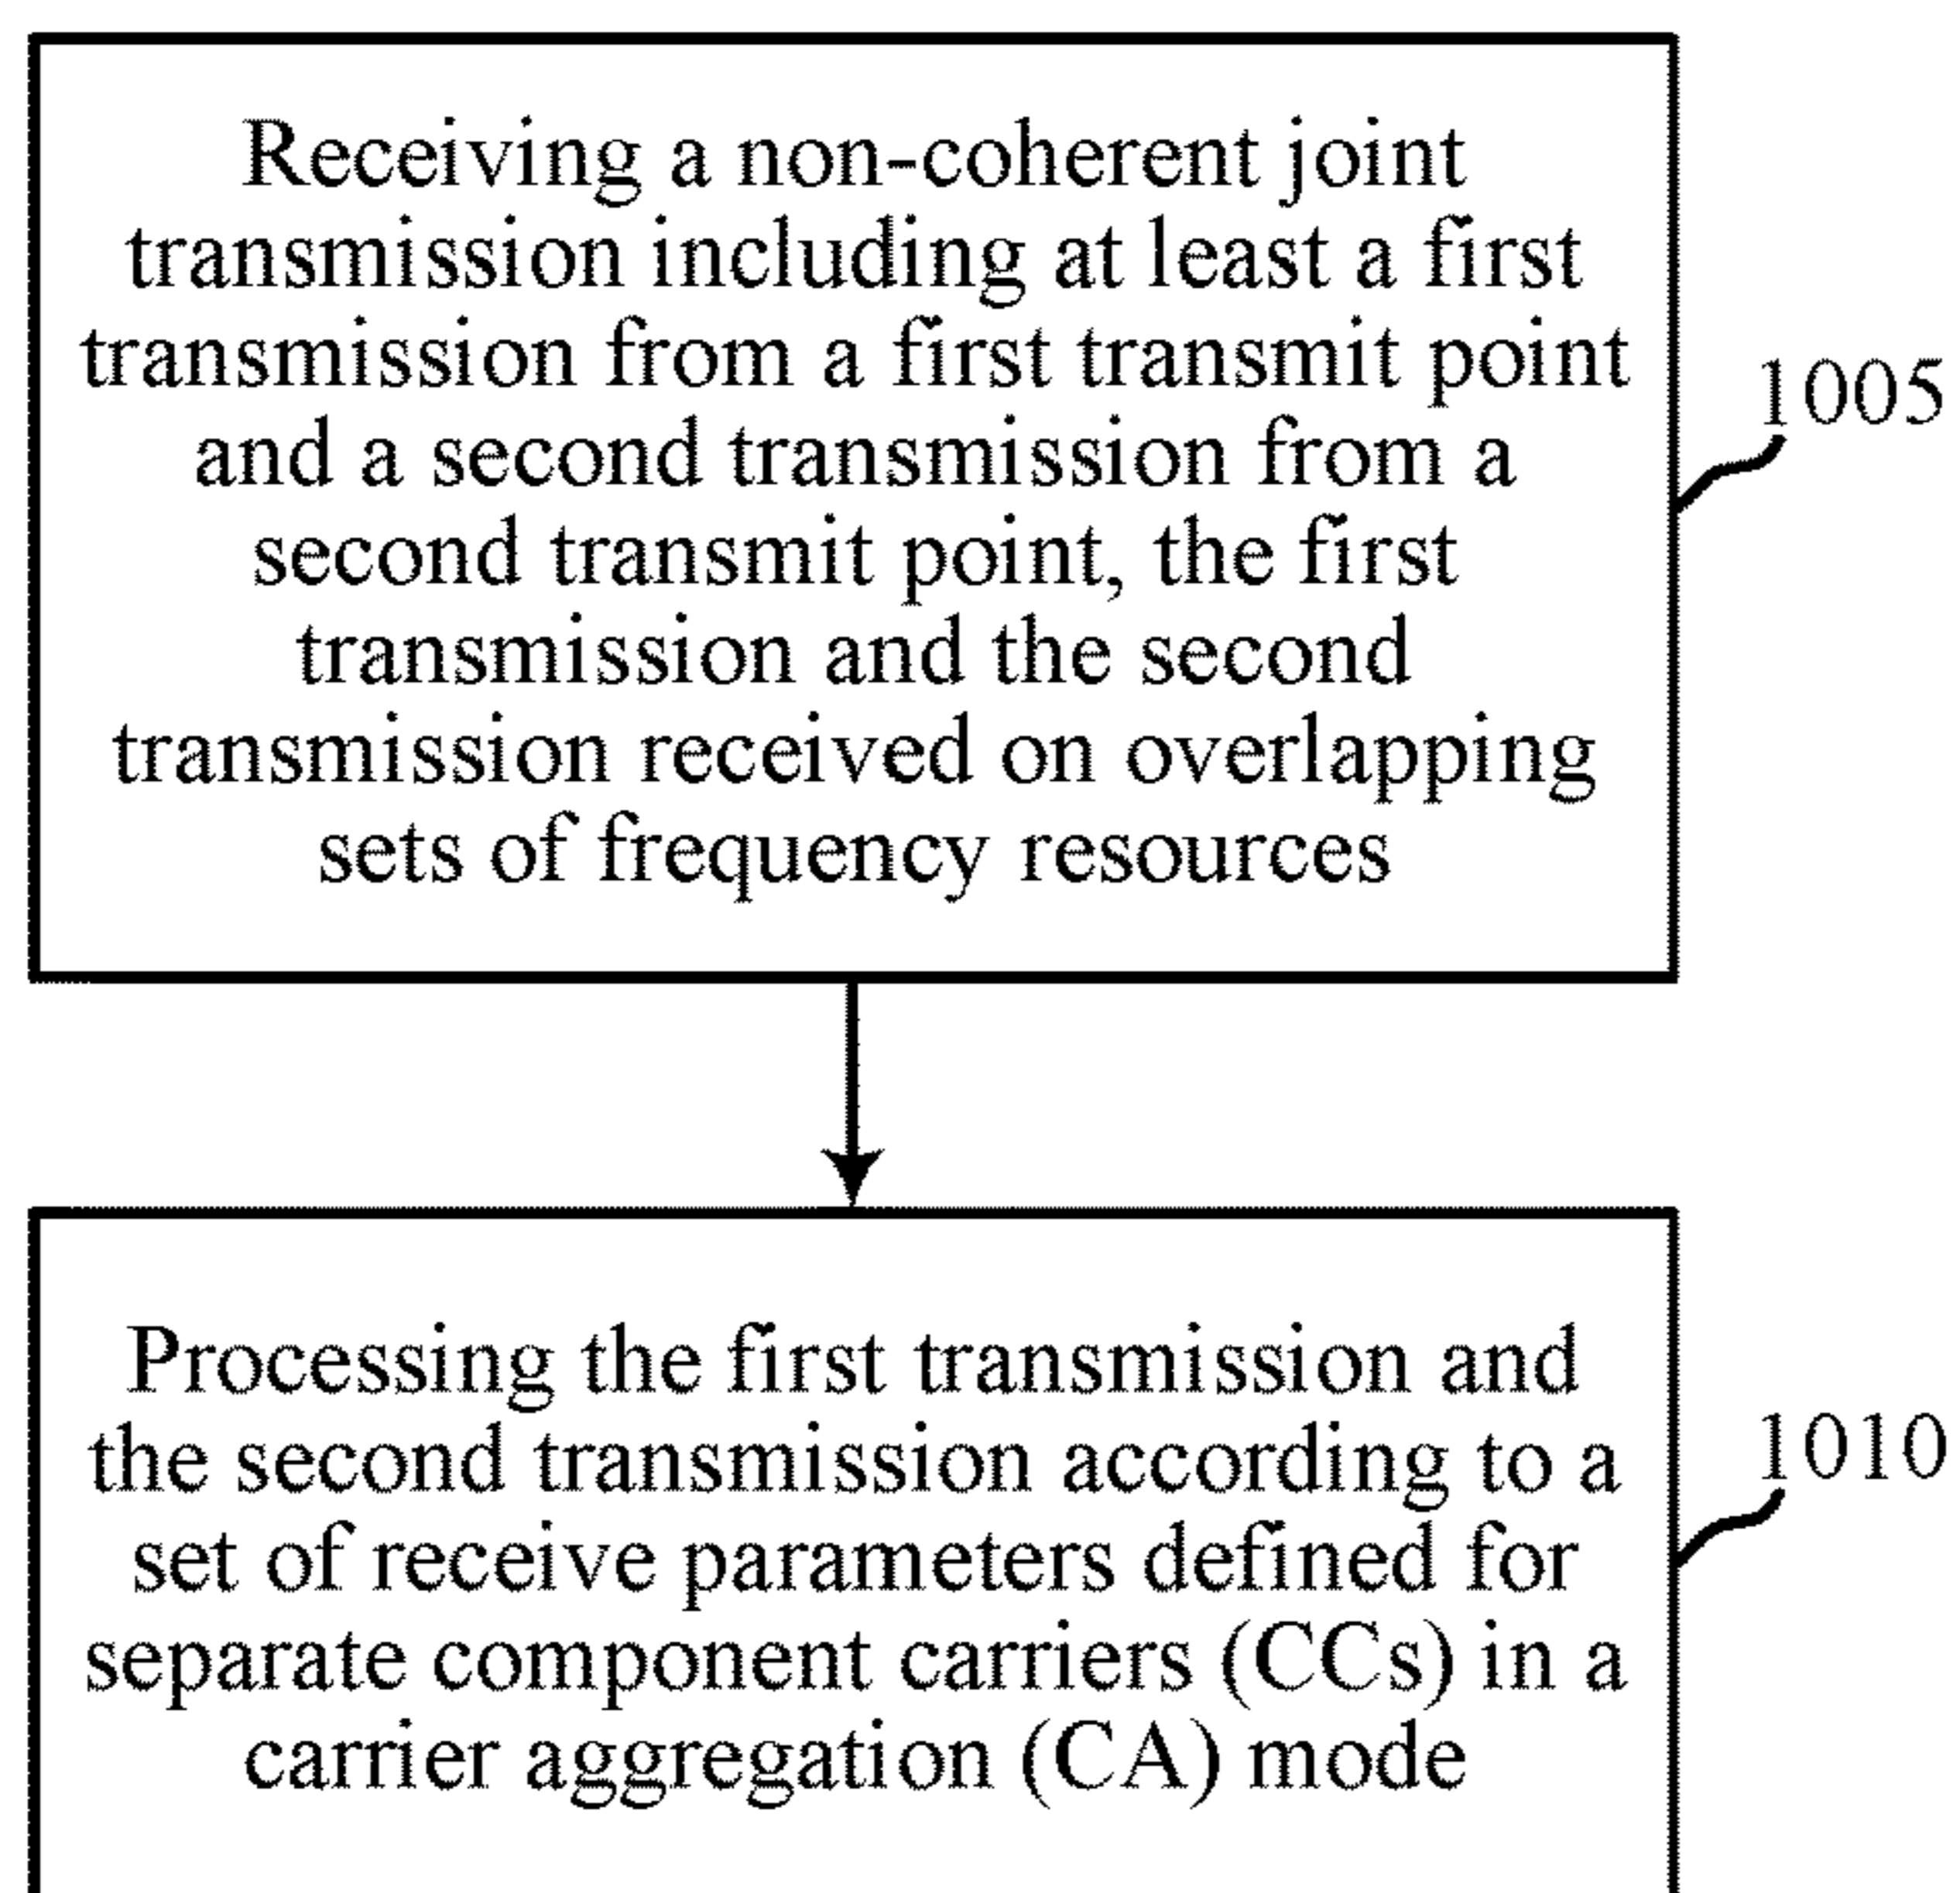 Receiving a non-coherent joint
transmission including at least a first
transmission from a first transmit point
and a second transmission from a
second transmit point, the first
transmission and the second
transmission received on overlapping
sets of frequency resources
1005
Processing the first transmission and
the second transmission according to a
set of receive parameters defined for
separate component carriers (CCs) in a
carrier aggregation (CA) mode
1010